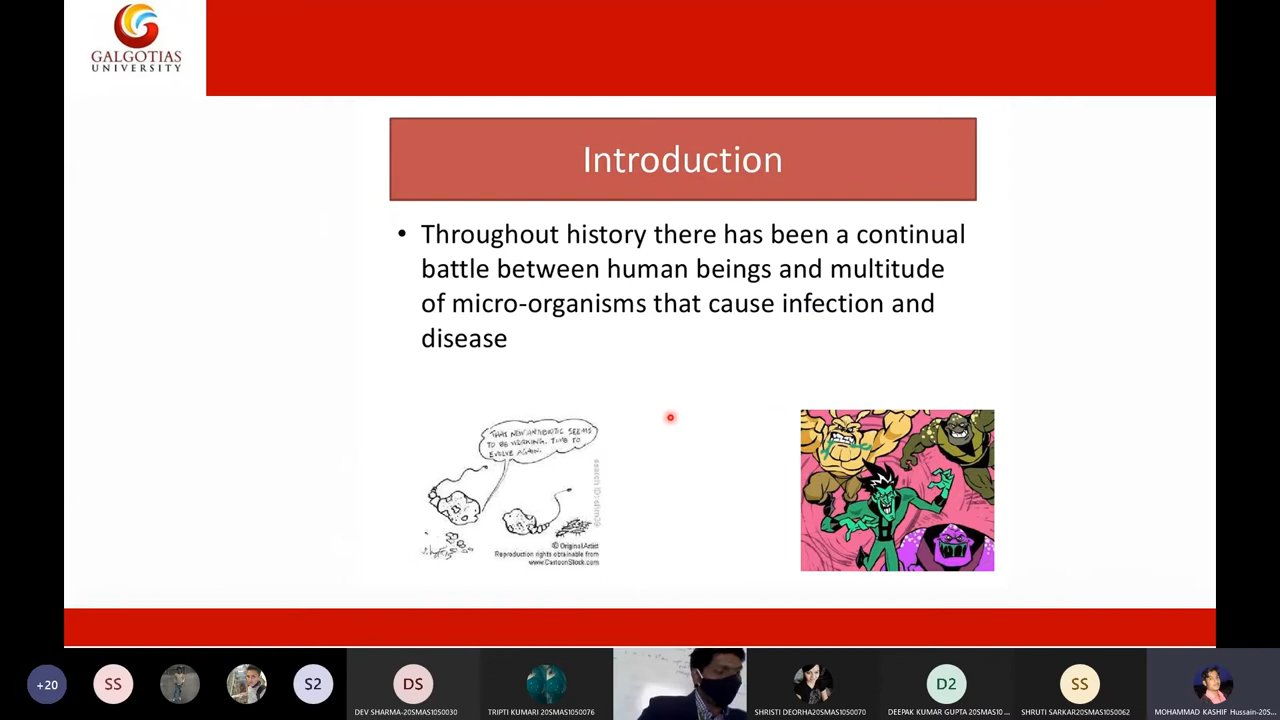 GALGOTIAS
UNIVERSITY
Introduction
• Throughout history there has been a continual
battle between human beings and multitude
of micro-organisms that cause infection and
disease
THAT NEW ANTIBIOTIC SEEMS
TO BE WORKING. TIME TO
EVOLVE AGAIN.
© Original Artist
Reproduction rights obtainable from
www.CartoonStock.com
+20
SS
S2
DS
D2
SS
DEV SHARMA-20SMAS1050030
TRIPTI KUMARI 20SMAS1050076
SHRISTI DEORHA20SMAS1050070
DEEPAK KUMAR GUPTA 20SMAS10 ...
SHRUTI SARKAR20SMAS1050062
MOHAMMAD KASHIF Hussain-20S...